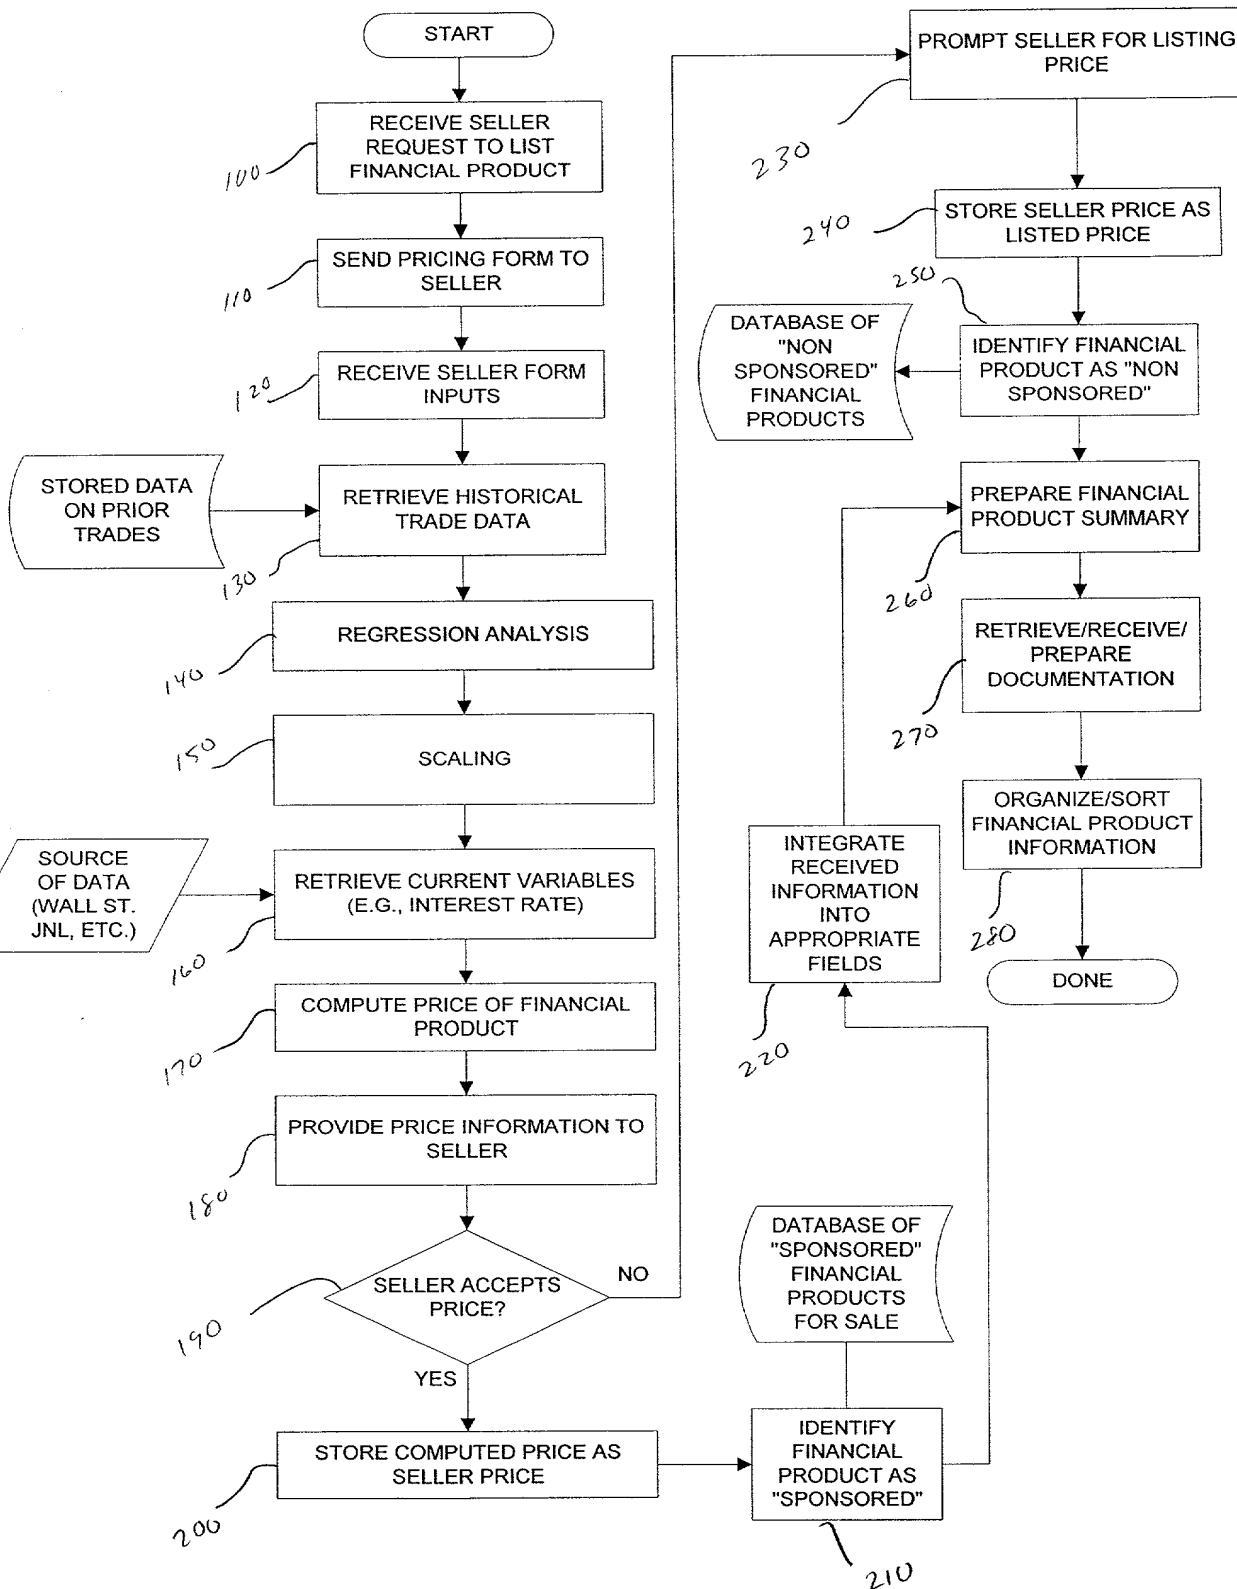 START
RECEIVE SELLER
REQUEST TO LIST
FINANCIAL PRODUCT
100
SEND PRICING FORM TO
SELLER
110
RECEIVE SELLER FORM
INPUTS
120
STORED DATA
ON PRIOR
TRADES
RETRIEVE HISTORICAL
TRADE DATA
130
REGRESSION ANALYSIS
140
SCALING
150
SOURCE
OF DATA
(WALL ST.
JNL, ETC.)
RETRIEVE CURRENT VARIABLES
(E.G., INTEREST RATE)
160
COMPUTE PRICE OF FINANCIAL
PRODUCT
170
PROVIDE PRICE INFORMATION TO
SELLER
180
SELLER ACCEPTS
PRICE?
190
NO
YES
STORE COMPUTED PRICE AS
SELLER PRICE
200
IDENTIFY
FINANCIAL
PRODUCT AS
"SPONSORED"
210
DATABASE OF
"SPONSORED"
FINANCIAL
PRODUCTS
FOR SALE
INTEGRATE
RECEIVED
INFORMATION
INTO
APPROPRIATE
FIELDS
220
PROMPT SELLER FOR LISTING
PRICE
230
STORE SELLER PRICE AS
LISTED PRICE
240
250
IDENTIFY FINANCIAL
PRODUCT AS "NON
SPONSORED"
DATABASE OF
"NON
SPONSORED"
FINANCIAL
PRODUCTS
PREPARE FINANCIAL
PRODUCT SUMMARY
260
RETRIEVE/RECEIVE/
PREPARE
DOCUMENTATION
270
ORGANIZE/SORT
FINANCIAL PRODUCT
INFORMATION
280
DONE